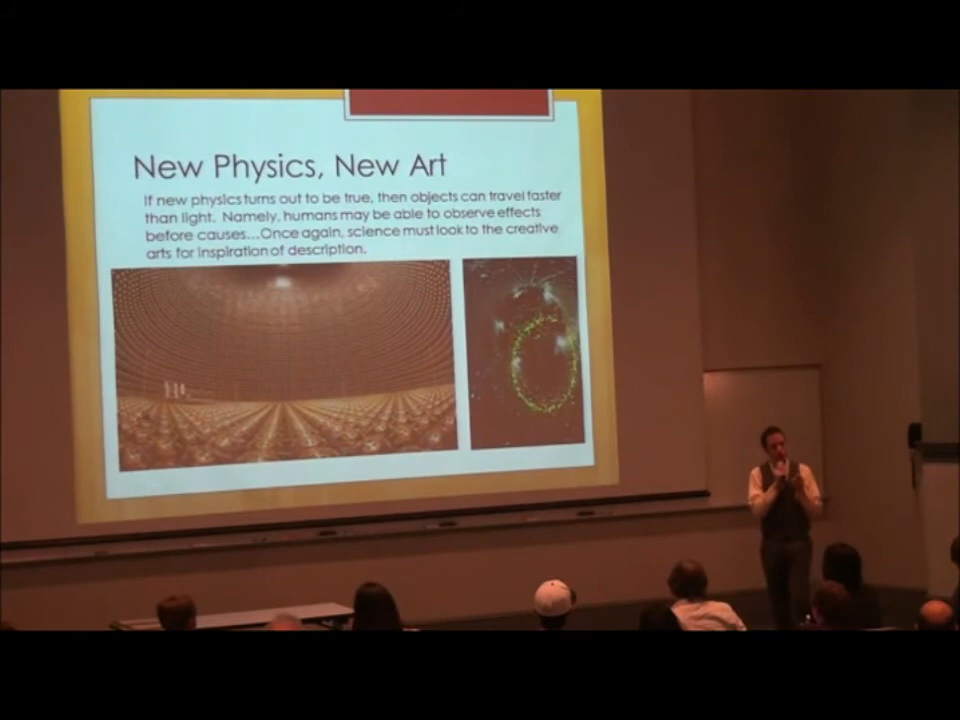 New Physics, New Art
If new physics turns out to be true, then objects can travel faster
than light. Namely, humans may be able to observe effects
before causes...Once again, science must look to the creative
arts for inspiration of description.